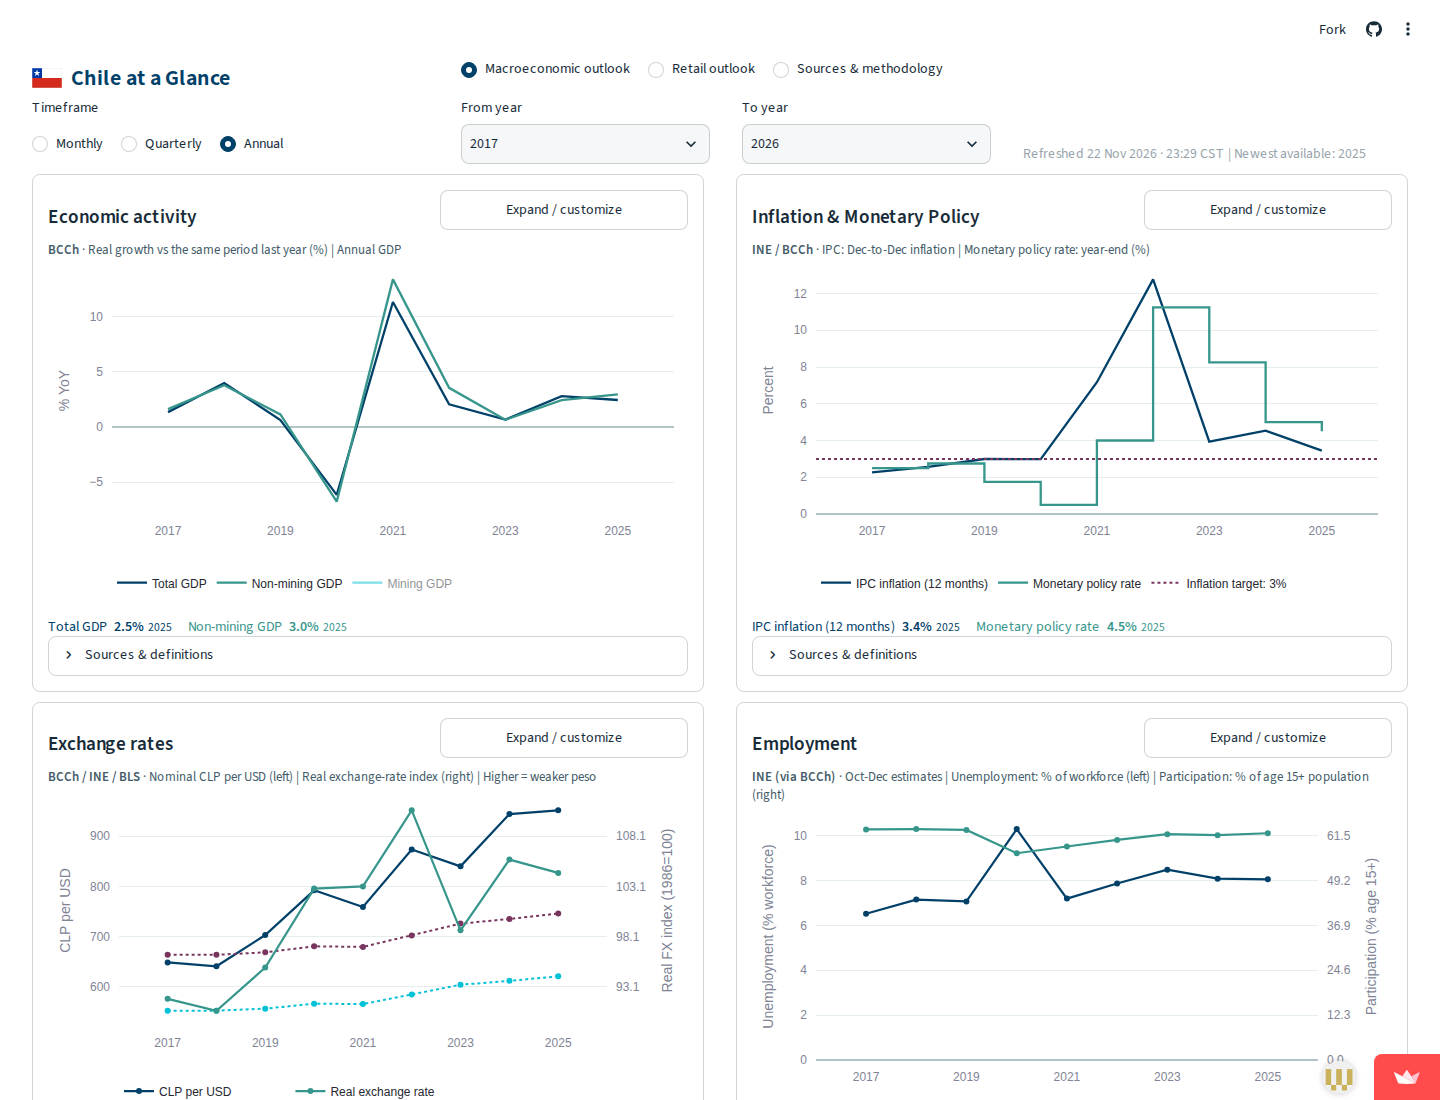 Fork
Chile at a Glance
Macroeconomic outlook
Retail outlook
Sources & methodology
Timeframe
From year
To year
Monthly
Quarterly
Annual
2017
2026
Refreshed 22 Nov 2026 · 23:29 CST | Newest available: 2025
Economic activity
Expand / customize
BCCh · Real growth vs the same period last year (%) | Annual GDP
% YoY
10
5
0
−5
2017
2019
2021
2023
2025
Total GDP
Non-mining GDP
Mining GDP
Total GDP 2.5% 2025 Non-mining GDP 3.0% 2025
Sources & definitions
Inflation & Monetary Policy
Expand / customize
INE / BCCh · IPC: Dec-to-Dec inflation | Monetary policy rate: year-end (%)
Percent
12
10
8
6
4
2
0
2017
2019
2021
2023
2025
IPC inflation (12 months)
Monetary policy rate
Inflation target: 3%
IPC inflation (12 months) 3.4% 2025 Monetary policy rate 4.5% 2025
Sources & definitions
Exchange rates
Expand / customize
BCCh / INE / BLS · Nominal CLP per USD (left) | Real exchange-rate index (right) | Higher = weaker peso
CLP per USD
900
800
700
600
108.1
103.1
98.1
93.1
Real FX index (1986=100)
2017
2019
2021
2023
2025
CLP per USD
Real exchange rate
Employment
Expand / customize
INE (via BCCh) · Oct-Dec estimates | Unemployment: % of workforce (left) | Participation: % of age 15+ population
(right)
Unemployment (% workforce)
10
8
6
4
2
0
61.5
49.2
36.9
24.6
12.3
0.0
Participation (% age 15+)
2017
2019
2021
2023
2025